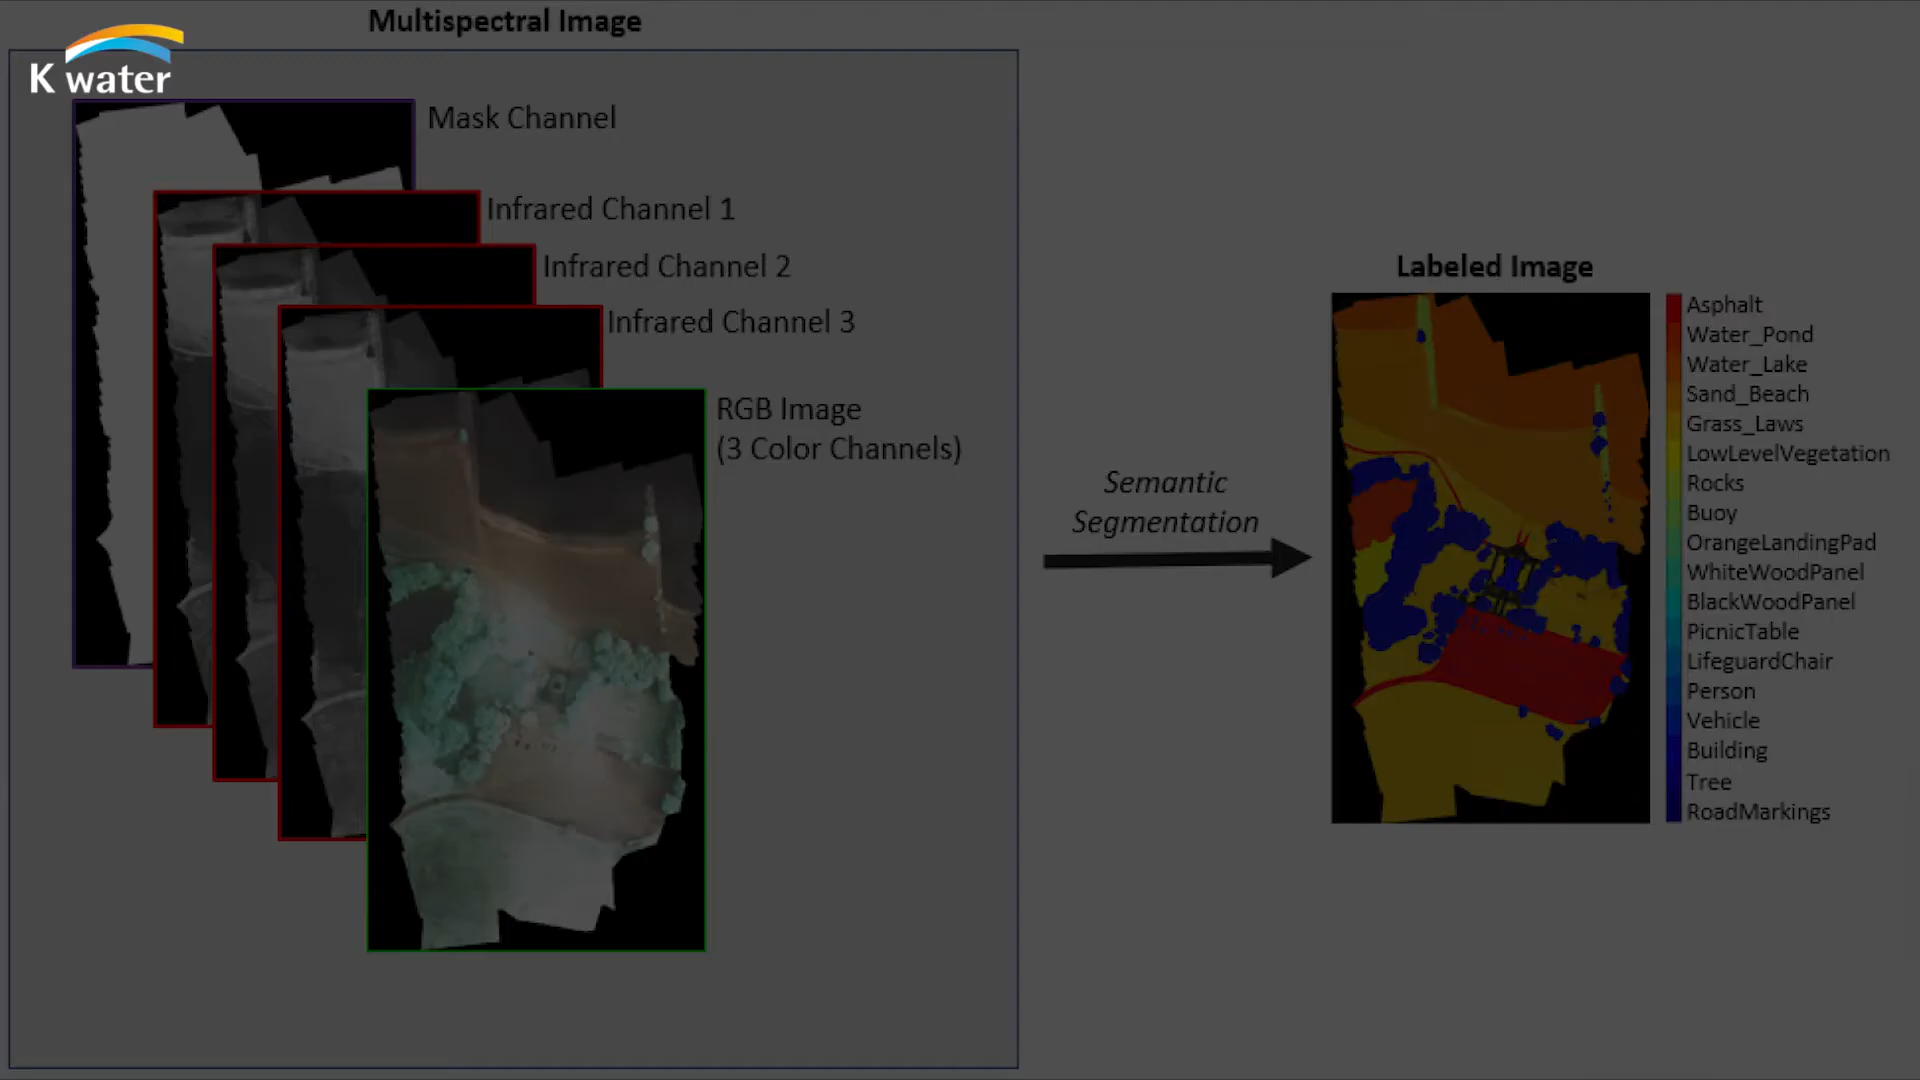 Multispectral Image
K water
Mask Channel
Infrared Channel 1
Infrared Channel 2
Infrared Channel 3
RGB Image
(3 Color Channels)
Semantic
Segmentation
Labeled Image
Asphalt
Water_Pond
Water_Lake
Sand_Beach
Grass_Laws
LowLevelVegetation
Rocks
Buoy
OrangeLandingPad
WhiteWoodPanel
BlackWoodPanel
PicnicTable
LifeguardChair
Person
Vehicle
Building
Tree
RoadMarkings